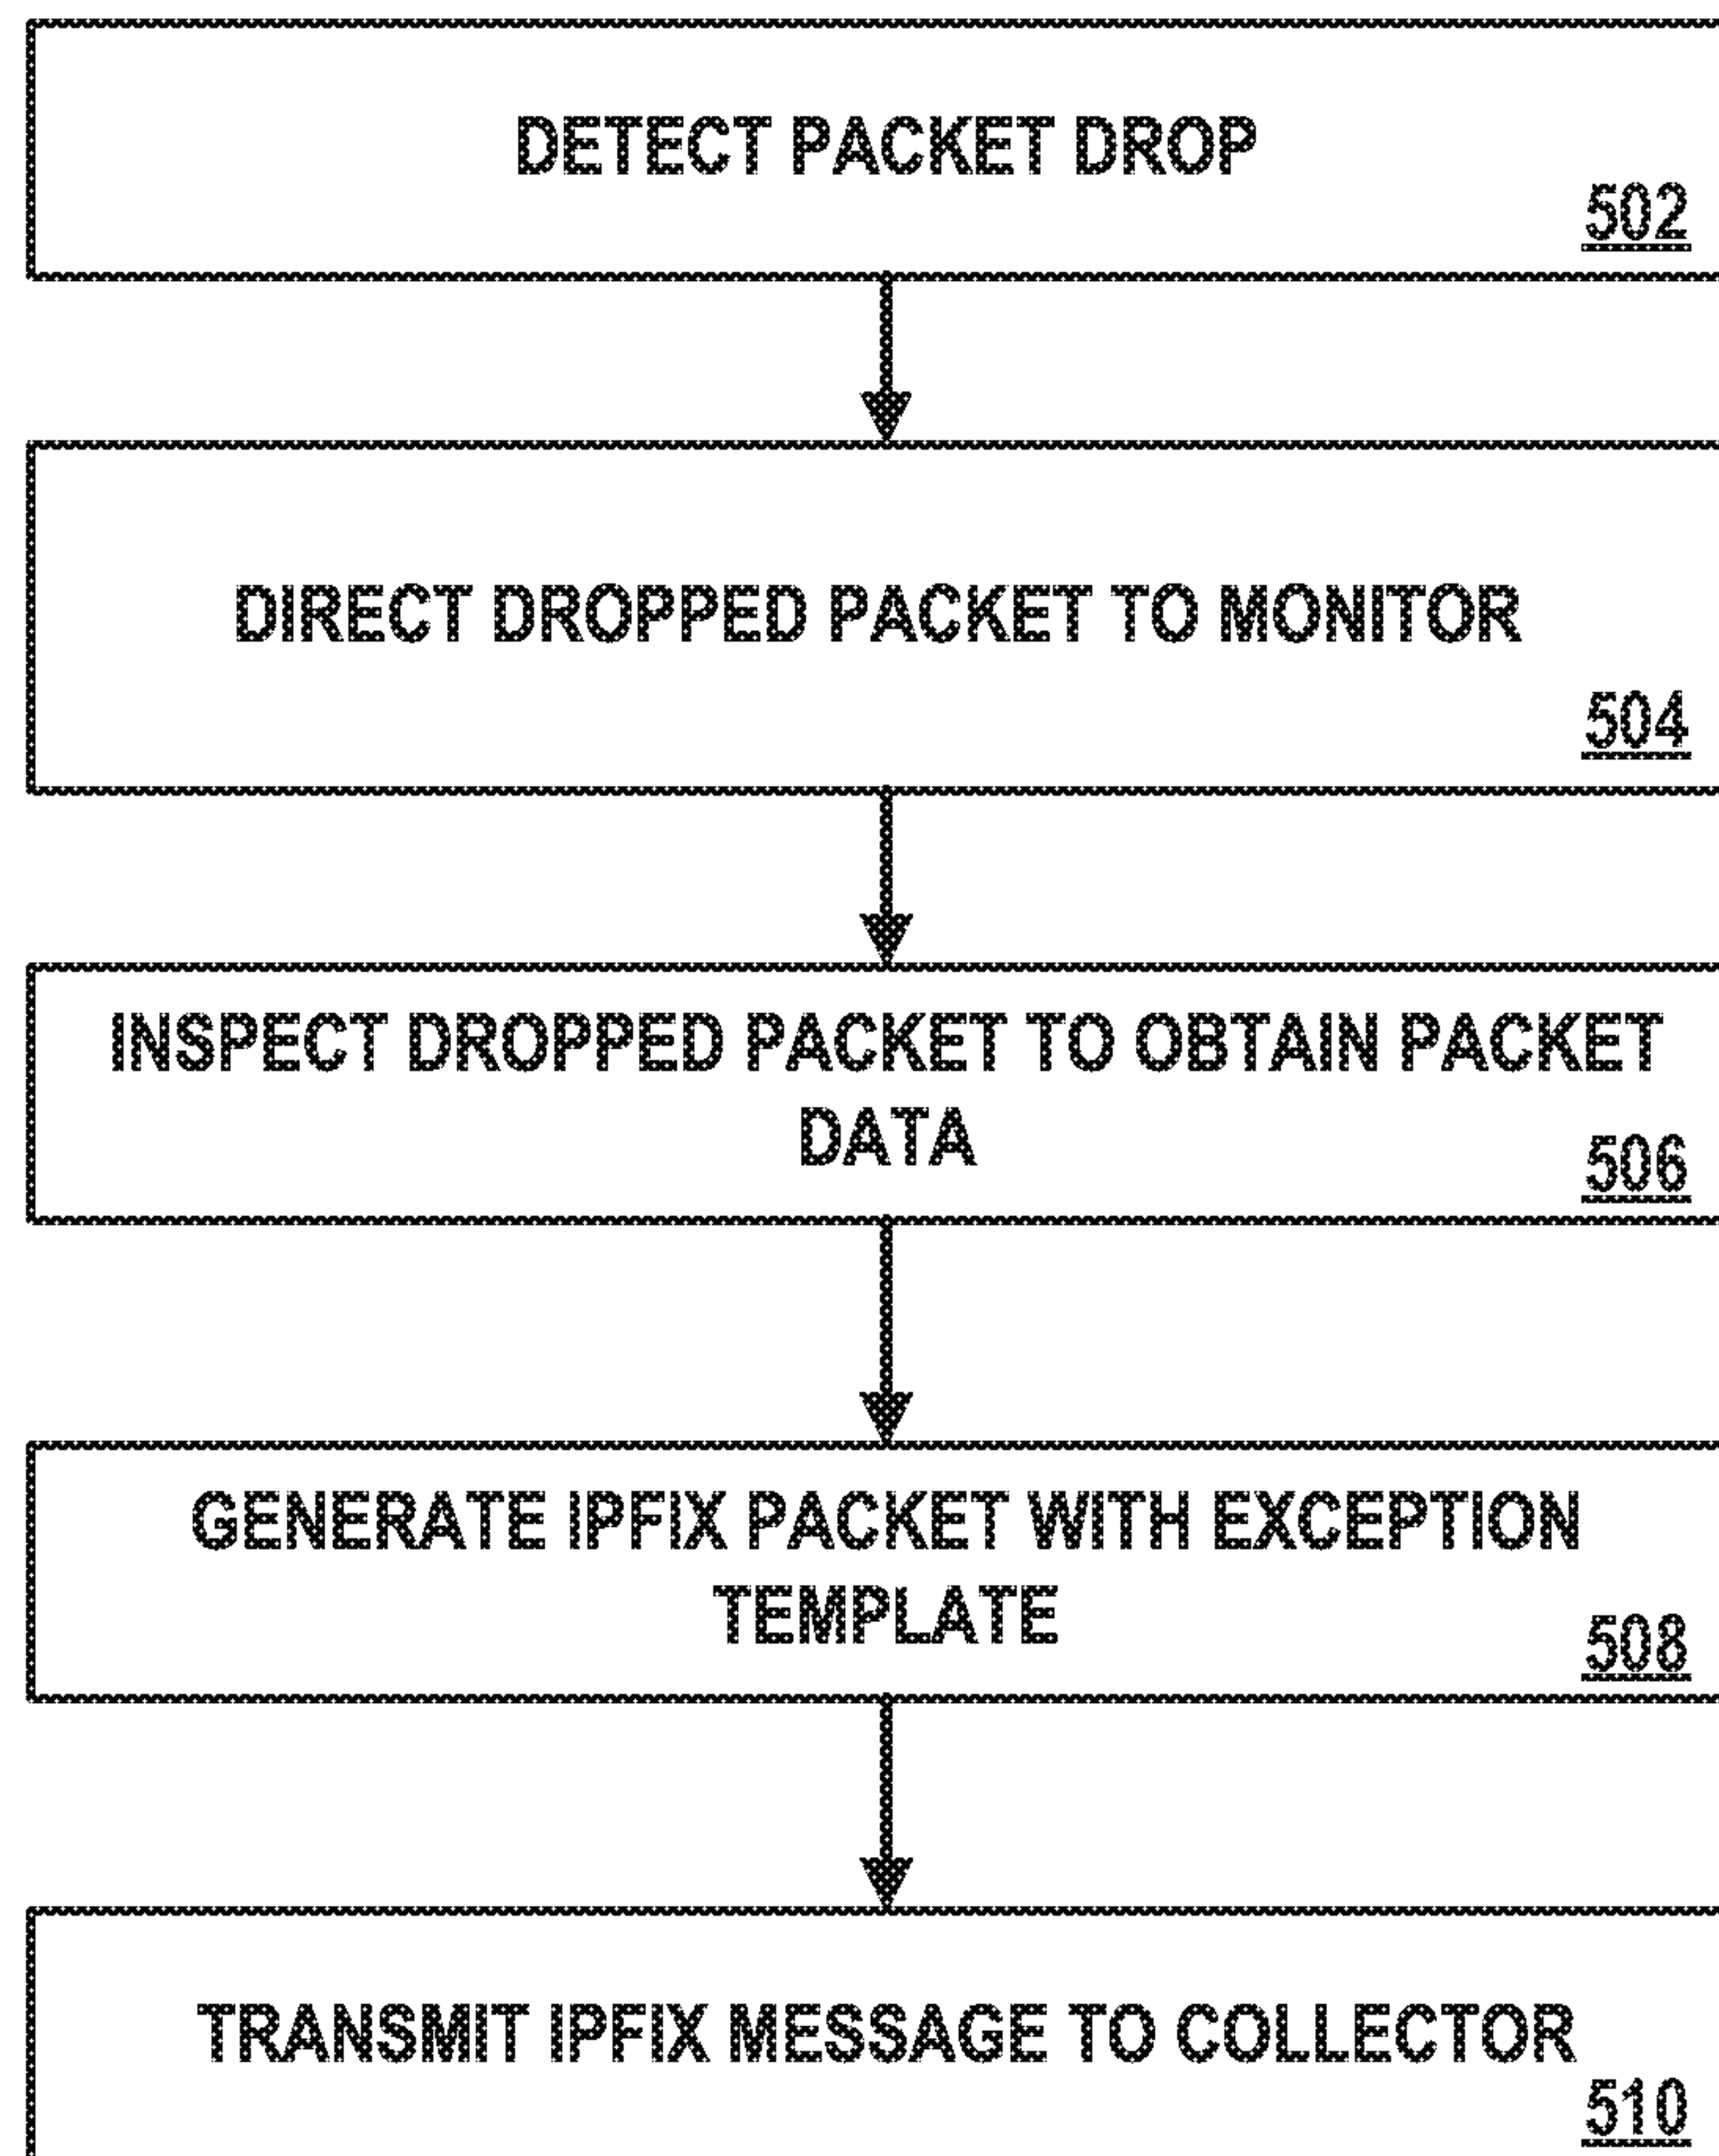 DETECT PACKET DROP
502
DIRECT DROPPED PACKET TO MONITOR
504
INSPECT DROPPED PACKET TO OBTAIN PACKET
DATA
506
GENERATE IPFIX PACKET WITH EXCEPTION
TEMPLATE
508
TRANSMIT IPFIX MESSAGE TO COLLECTOR
510